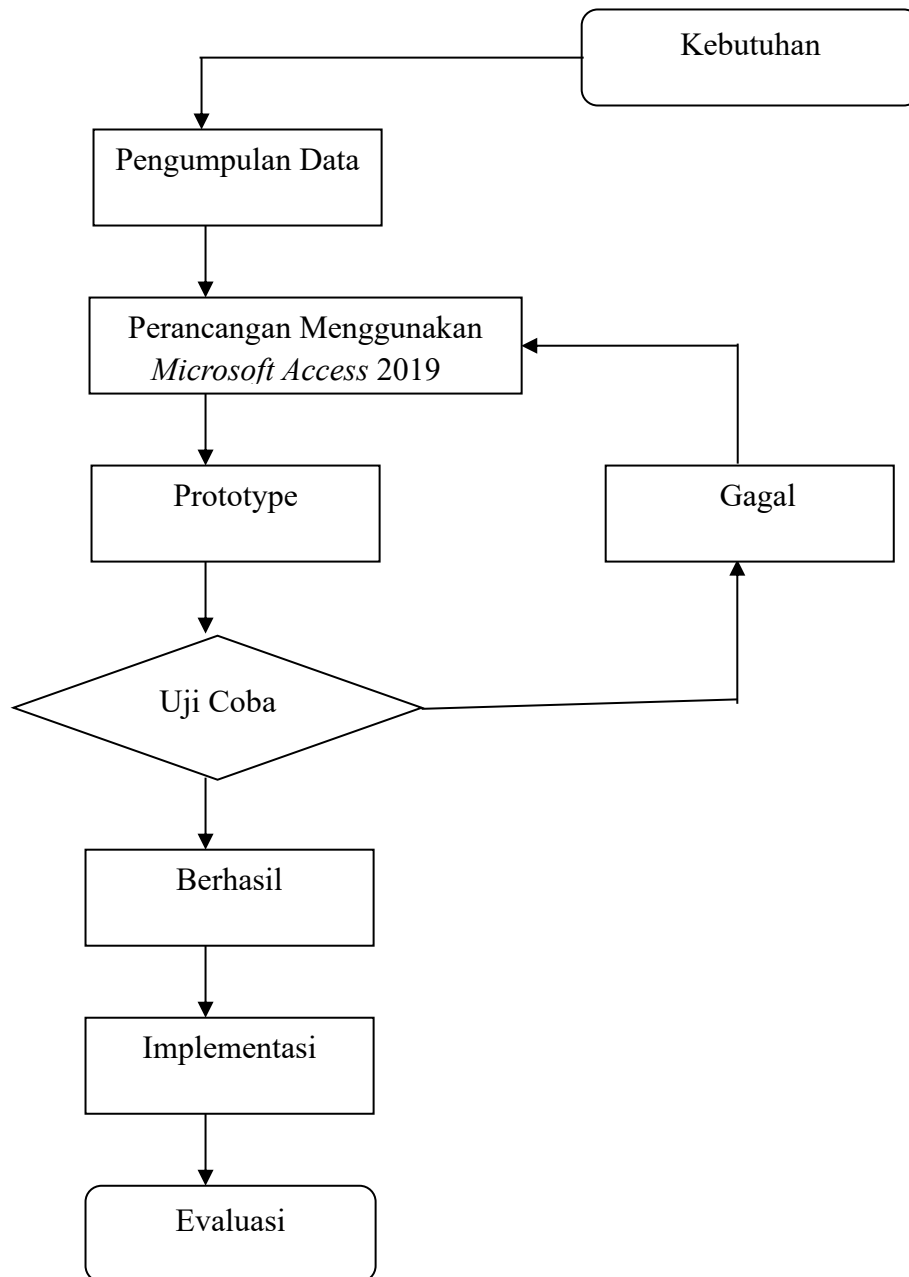 Kebutuhan
Pengumpulan Data
Perancangan Menggunakan
Microsoft Access 2019
Prototype
Gagal
Uji Coba
Berhasil
Implementasi
Evaluasi